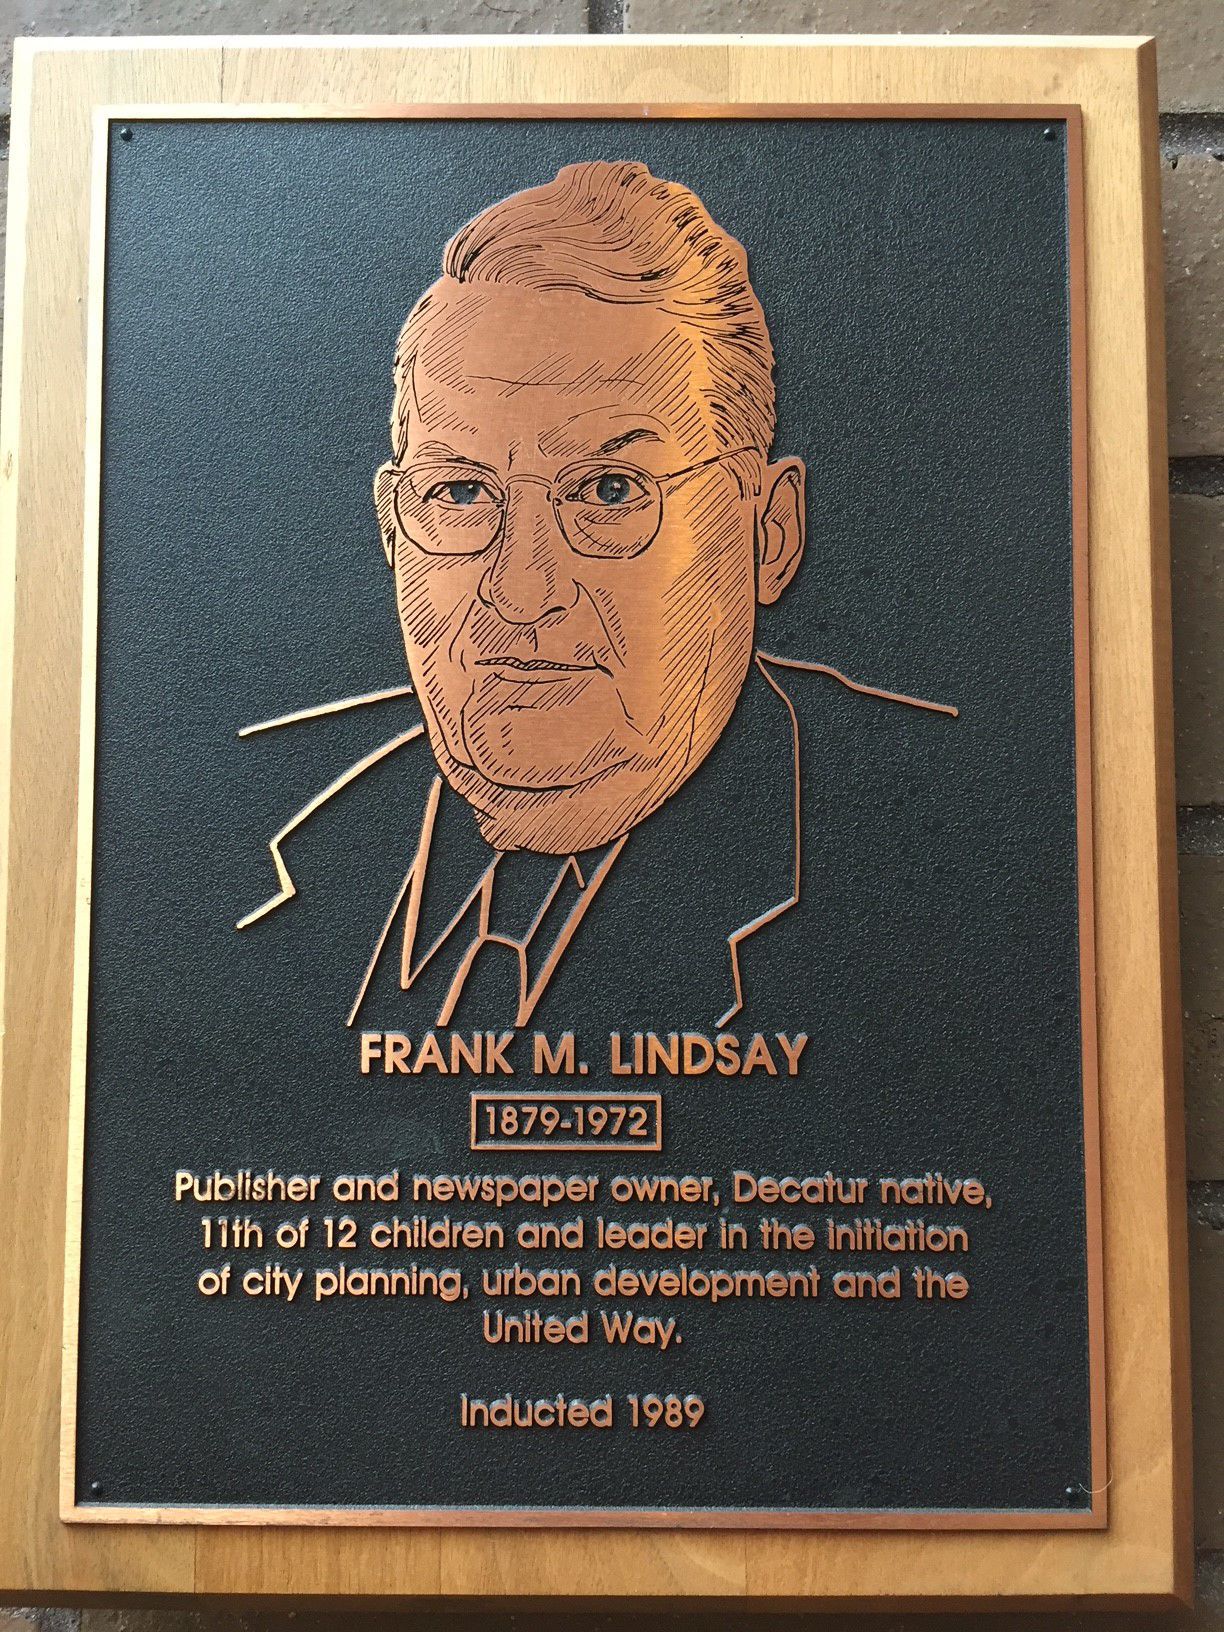 FRANK M. LINDSAY
1879-1972
Publisher and newspaper owner, Decatur native,
11th of 12 children and leader in the initiation
of city planning, urban development and the
United Way.
Inducted 1989